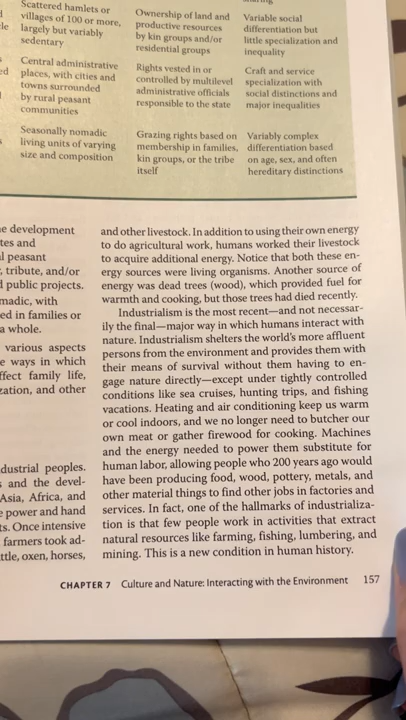 Scattered hamlets or
villages of 100 or more,
largely but variably
sedentary
Ownership of land and
productive resources
by kin groups and/or
residential groups
Variable social
differentiation but
little specialization and
inequality
Central administrative
places, with cities and
towns surrounded
by rural peasant
communities
Rights vested in or
controlled by multilevel
administrative officials
responsible to the state
Craft and service
specialization with
social distinctions and
major inequalities
Seasonally nomadic
living units of varying
size and composition
Grazing rights based on
membership in families,
kin groups, or the tribe
itself
Variably complex
differentiation based
on age, sex, and often
hereditary distinctions
e development
tes and
l peasant
, tribute, and/or
d public projects.
madic, with
ed in families or
a whole.
various aspects
e ways in which
ffect family life,
zation, and other
dustrial peoples.
s and the devel-
Asia, Africa, and
e power and hand
ts. Once intensive
farmers took ad-
ttle, oxen, horses,
and other livestock. In addition to using their own energy
to do agricultural work, humans worked their livestock
to acquire additional energy. Notice that both these en-
ergy sources were living organisms. Another source of
energy was dead trees (wood), which provided fuel for
warmth and cooking, but those trees had died recently.
Industrialism is the most recent—and not necessar-
ily the final—major way in which humans interact with
nature. Industrialism shelters the world's more affluent
persons from the environment and provides them with
their means of survival without them having to en-
gage nature directly—except under tightly controlled
conditions like sea cruises, hunting trips, and fishing
vacations. Heating and air conditioning keep us warm
or cool indoors, and we no longer need to butcher our
own meat or gather firewood for cooking. Machines
and the energy needed to power them substitute for
human labor, allowing people who 200 years ago would
have been producing food, wood, pottery, metals, and
other material things to find other jobs in factories and
services. In fact, one of the hallmarks of industrializa-
tion is that few people work in activities that extract
natural resources like farming, fishing, lumbering, and
mining. This is a new condition in human history.
CHAPTER 7 Culture and Nature: Interacting with the Environment 157